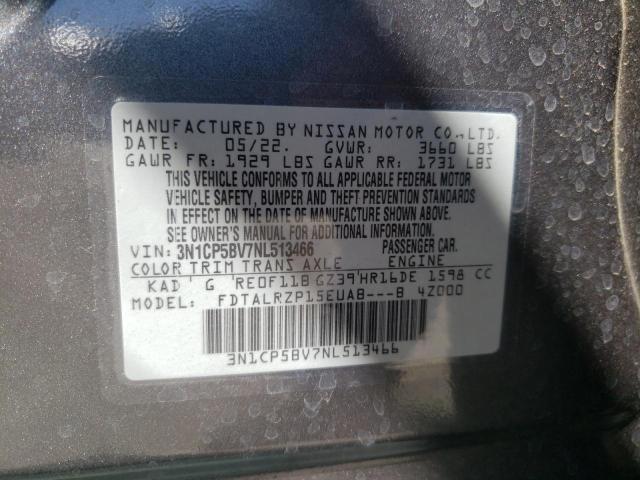 MANUFACTURED BY NISSAN MOTOR CO., LTD.
DATE: 05/22. GVWR: 3660 LBS
GAWR FR: 1929 LBS GAWR RR: 1731 LBS
THIS VEHICLE CONFORMS TO ALL APPLICABLE FEDERAL MOTOR
VEHICLE SAFETY, BUMPER AND THEFT PREVENTION STANDARDS
IN EFFECT ON THE DATE OF MANUFACTURE SHOWN ABOVE.
SEE OWNER'S MANUAL FOR ADDITIONAL INFORMATION.
VIN: 3N1CP5BV7NL513466 PASSENGER CAR.
COLOR TRIM TRANS AXLE ENGINE
KAD G RE0F11B GZ39 HR16DE 1598 CC
MODEL FDTALRZP15EUA8---B 4Z000
3N1CP5BV7NL513466